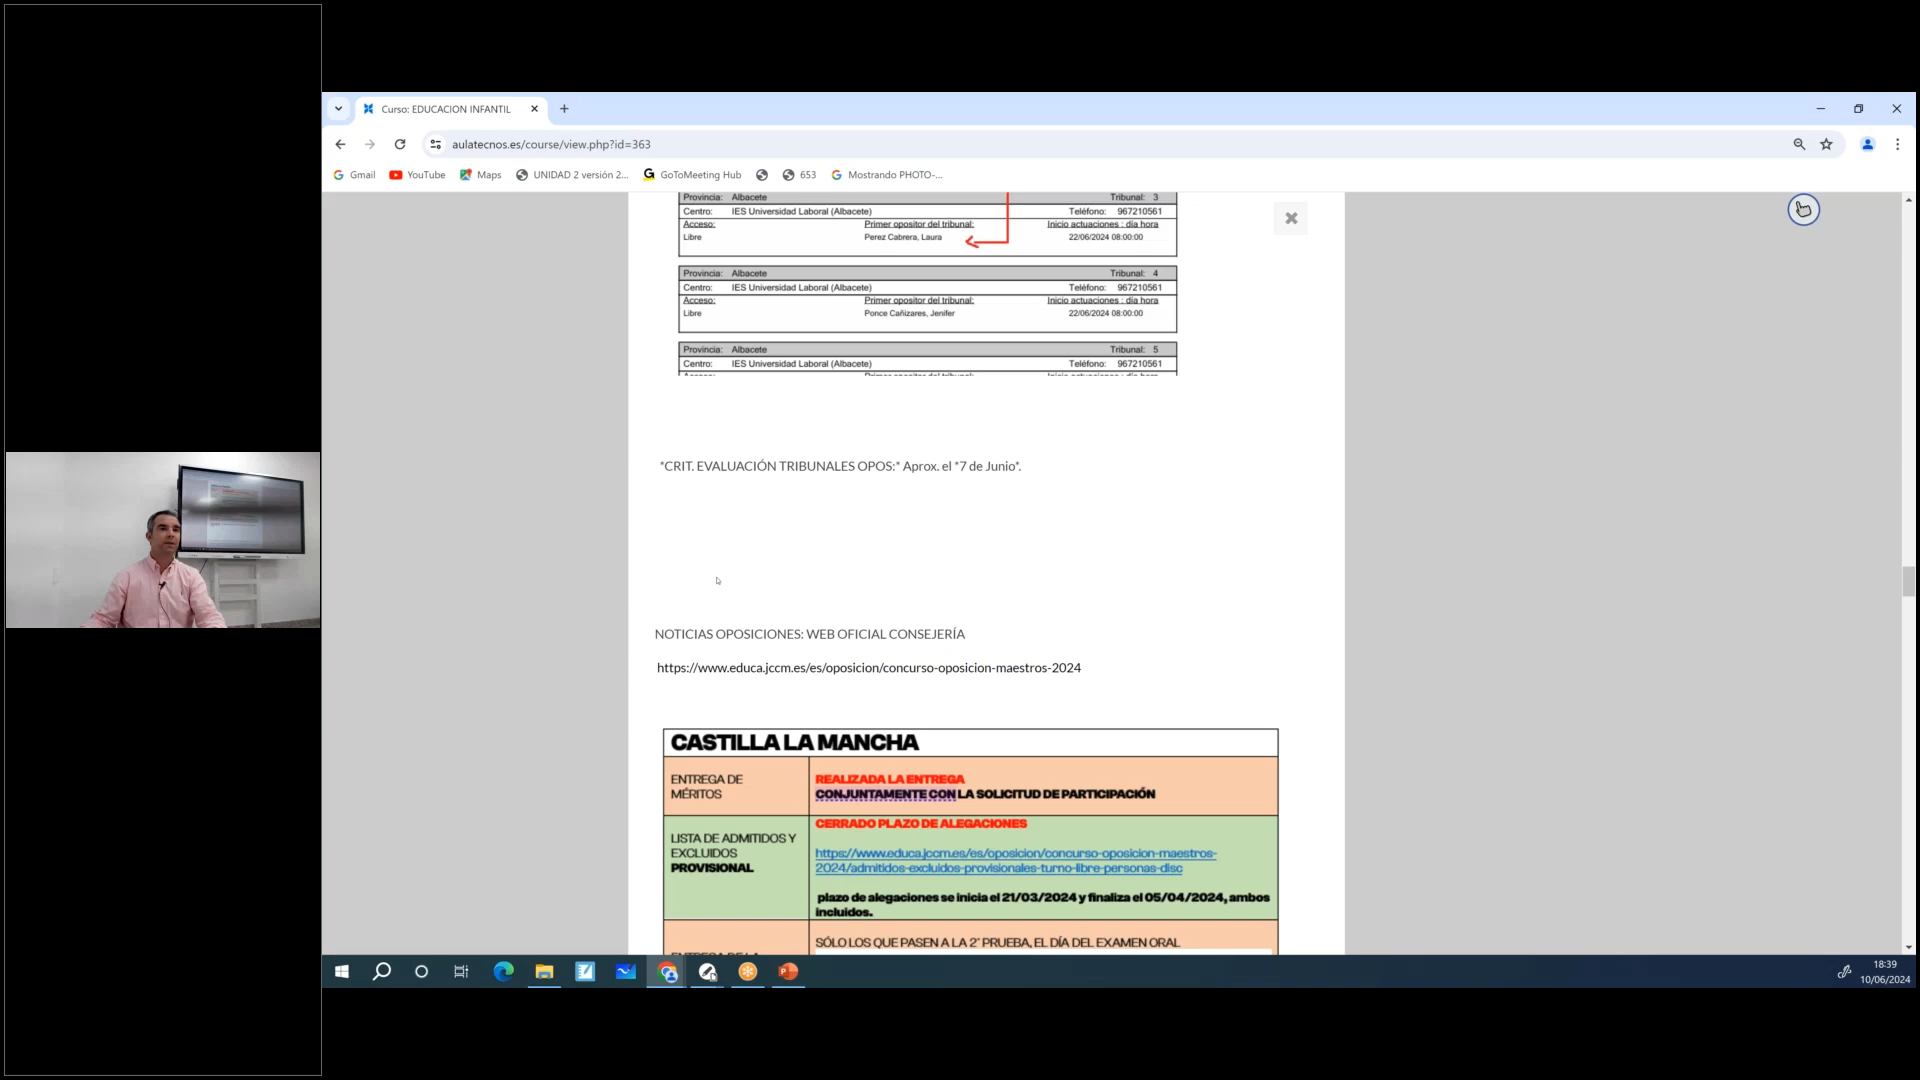 Curso: EDUCACION INFANTIL
aulatecnos.es/course/view.php?id=363
Gmail YouTube Maps UNIDAD 2 versión 2... GoToMeeting Hub 653 Mostrando PHOTO-...
Provincia: Albacete Tribunal: 3
Centro: IES Universidad Laboral (Albacete) Teléfono: 967210561
Acceso: Primer opositor del tribunal: Inicio actuaciones : día hora
Libre Perez Cabrera, Laura 22/06/2024 08:00:00
Provincia: Albacete Tribunal: 4
Centro: IES Universidad Laboral (Albacete) Teléfono: 967210561
Acceso: Primer opositor del tribunal: Inicio actuaciones : día hora
Libre Ponce Cañizares, Jenifer 22/06/2024 08:00:00
Provincia: Albacete Tribunal: 5
Centro: IES Universidad Laboral (Albacete) Teléfono: 967210561
*CRIT. EVALUACIÓN TRIBUNALES OPOS:* Aprox. el *7 de Junio*.
NOTICIAS OPOSICIONES: WEB OFICIAL CONSEJERÍA
https://www.educa.jccm.es/es/oposicion/concurso-oposicion-maestros-2024
CASTILLA LA MANCHA
ENTREGA DE
MÉRITOS
REALIZADA LA ENTREGA
CONJUNTAMENTE CON LA SOLICITUD DE PARTICIPACIÓN
LISTA DE ADMITIDOS Y
EXCLUIDOS
PROVISIONAL
CERRADO PLAZO DE ALEGACIONES
https://www.educa.jccm.es/es/oposicion/concurso-oposicion-maestros-
2024/admitidos-excluidos-provisionales-turno-libre-personas-disc
plazo de alegaciones se inicia el 21/03/2024 y finaliza el 05/04/2024, ambos
incluidos.
SÓLO LOS QUE PASEN A LA 2ª PRUEBA, EL DÍA DEL EXAMEN ORAL
18:39
10/06/2024